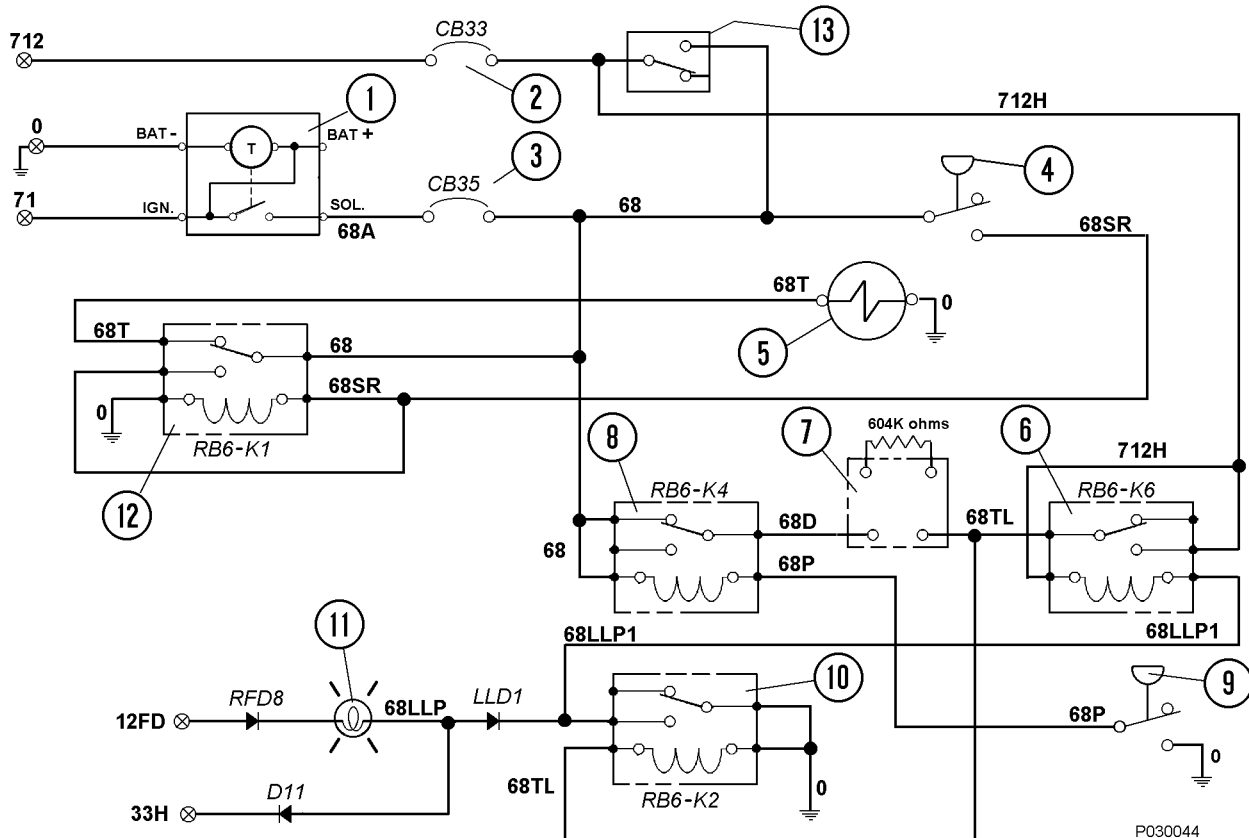 712
CB33
13
1
2
712H
0
BAT -
T
BAT +
3
4
71
IGN.
SOL.
68A
CB35
68
68SR
68T
0
5
68T
68
68SR
0
RB6-K1
12
8
7
604K ohms
6
712H
RB6-K4
RB6-K6
68D
68TL
68
68P
68LLP1
68LLP1
11
10
9
RFD8
68LLP
LLD1
12FD
68P
0
68TL
0
D11
33H
RB6-K2
P030044